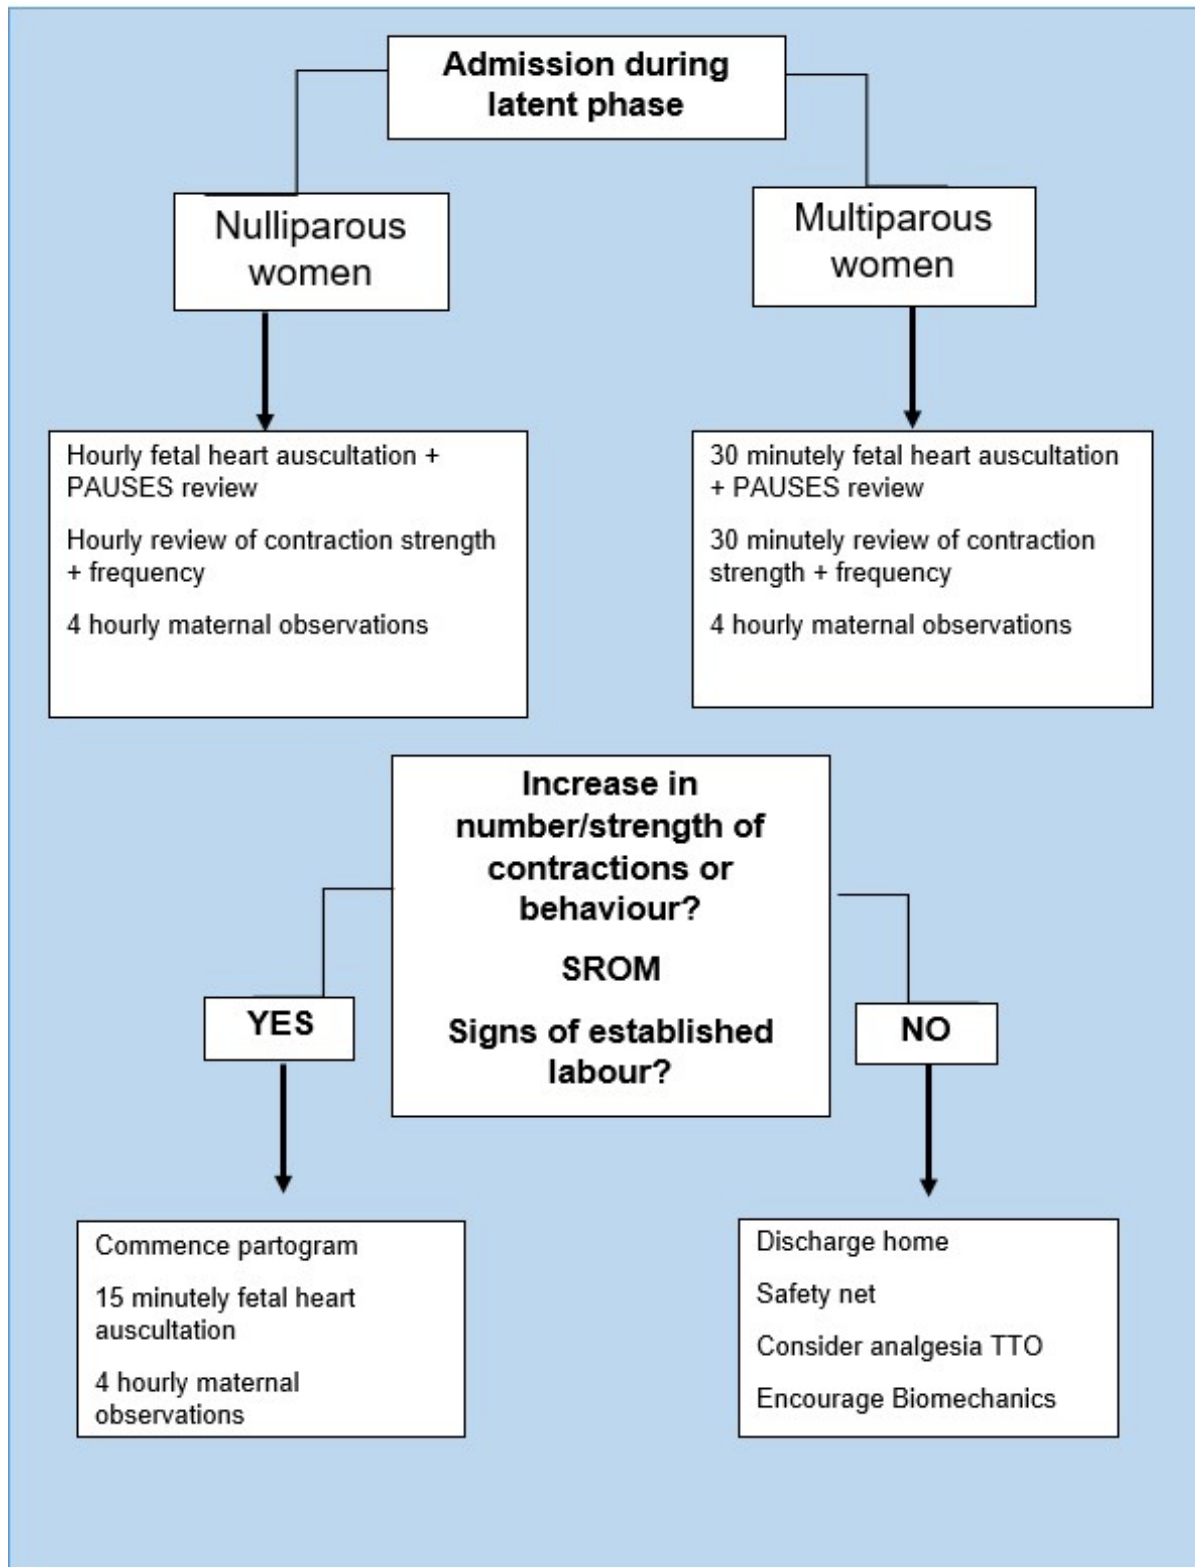 Admission during
latent phase
Nulliparous
women
Multiparous
women
Hourly fetal heart auscultation +
PAUSES review
Hourly review of contraction strength
+ frequency
4 hourly maternal observations
30 minutely fetal heart auscultation
+ PAUSES review
30 minutely review of contraction
strength + frequency
4 hourly maternal observations
Increase in
number/strength of
contractions or
behaviour?
SROM
Signs of established
labour?
YES
NO
Commence partogram
15 minutely fetal heart
auscultation
4 hourly maternal
observations
Discharge home
Safety net
Consider analgesia TTO
Encourage Biomechanics